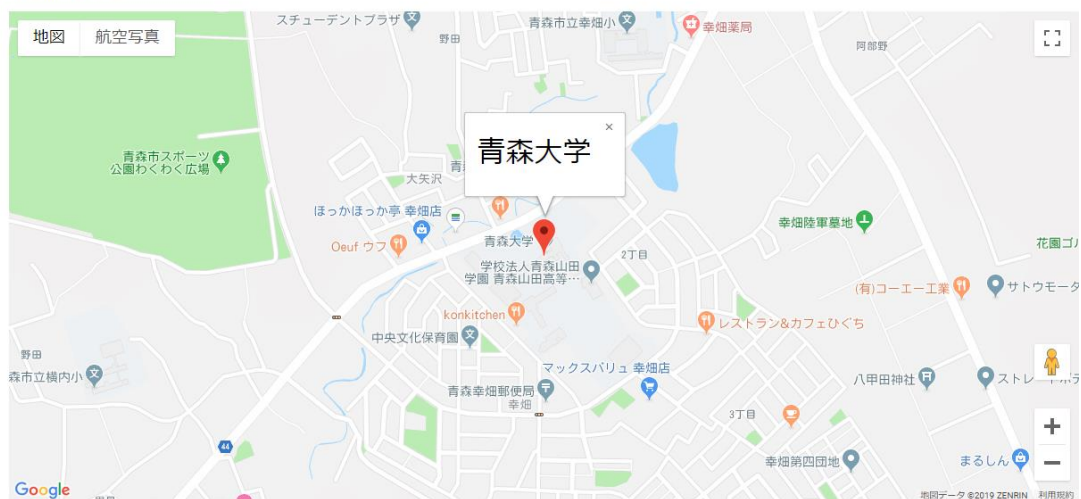 地図
航空写真
スチューデントプラザ
野田
青森市立幸畑小
幸畑薬局
阿部野
青森大学
青森市スポーツ
公園わくわく広場
大矢沢
ほっかほっか亭 幸畑店
Oeuf ウフ
青森大学
学校法人青森山田
学園 青森山田高等…
2丁目
幸畑陸軍墓地
花園ゴル
(有)コーエー工業
サトウモータ
konkitchen
レストラン&カフェひぐち
中央文化保育園
野田
森市立横内小
マックスバリュ 幸畑店
青森幸畑郵便局
幸畑
八甲田神社
ストレートボデ
3丁目
44
幸畑第四団地
まるしん
Google
地図データ ©2019 ZENRIN
利用規約